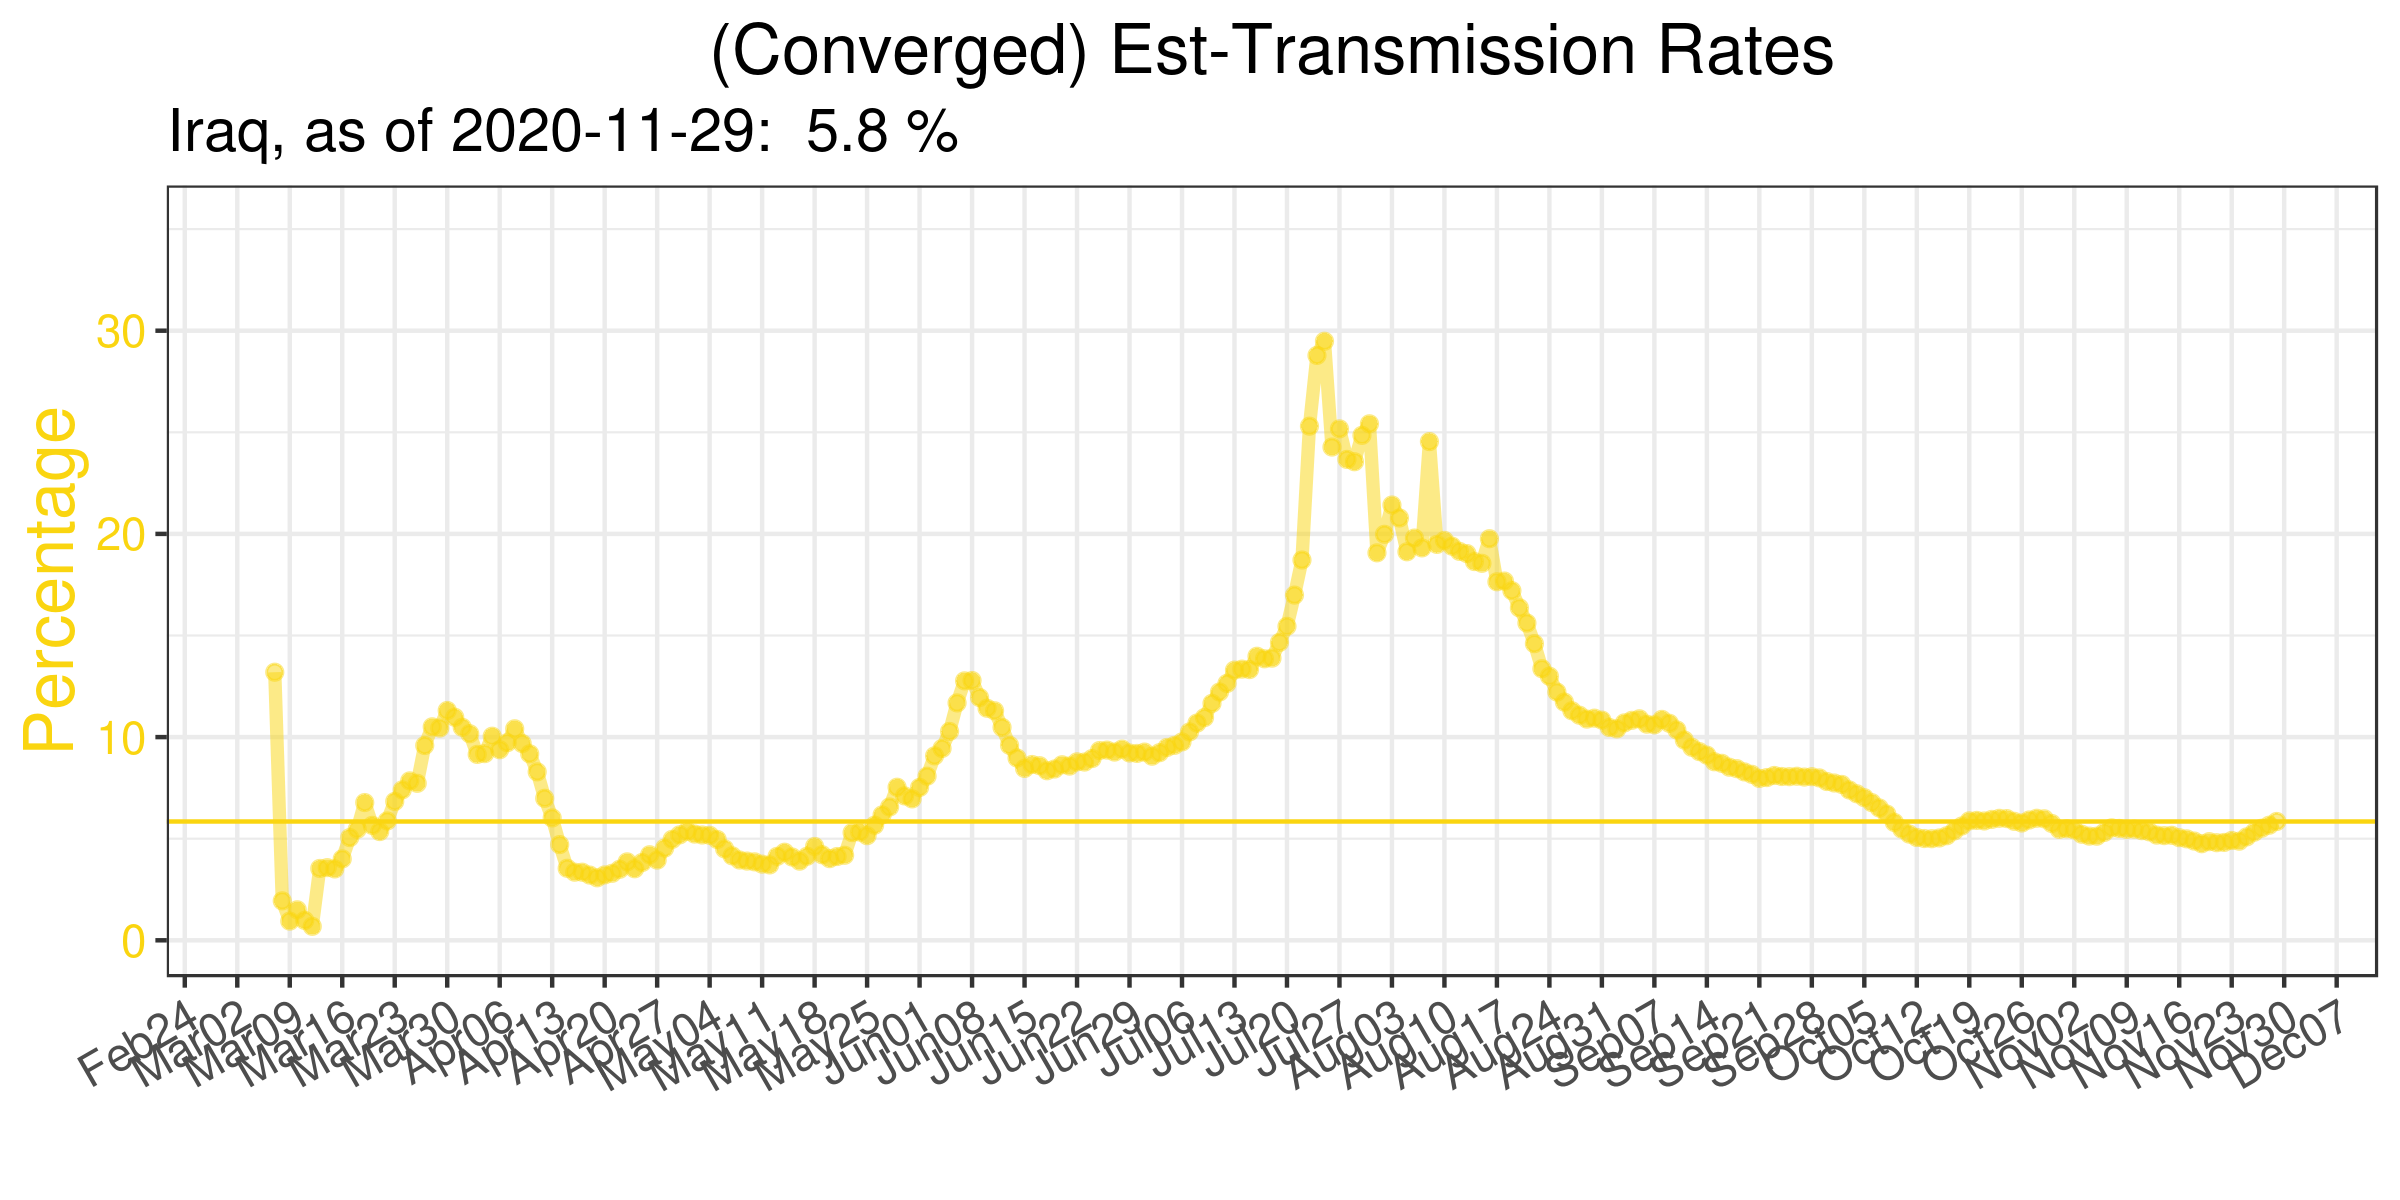 (Converged) Est-Transmission Rates
Iraq, as of 2020-11-29:  5.8 %
Percentage
30
20
10
0
Feb24
Mar02
Mar09
Mar16
Mar23
Mar30
Apr06
Apr13
Apr20
Apr27
May04
May11
May18
May25
Jun01
Jun08
Jun15
Jun22
Jun29
Jul06
Jul13
Jul20
Jul27
Aug03
Aug10
Aug17
Aug24
Aug31
Sep07
Sep14
Sep21
Sep28
Oct05
Oct12
Oct19
Oct26
Nov02
Nov09
Nov16
Nov23
Nov30
Dec07